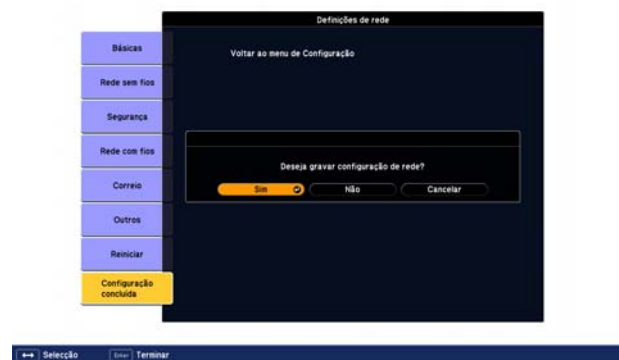 Definições de rede
Básicas
Voltar ao menu de Configuração
Rede sem fios
Segurança
Rede com fios
Deseja gravar configuração de rede?
Correio
Sim
Não
Cancelar
Outros
Reiniciar
Configuração
concluída
Selecção
Enter Terminar